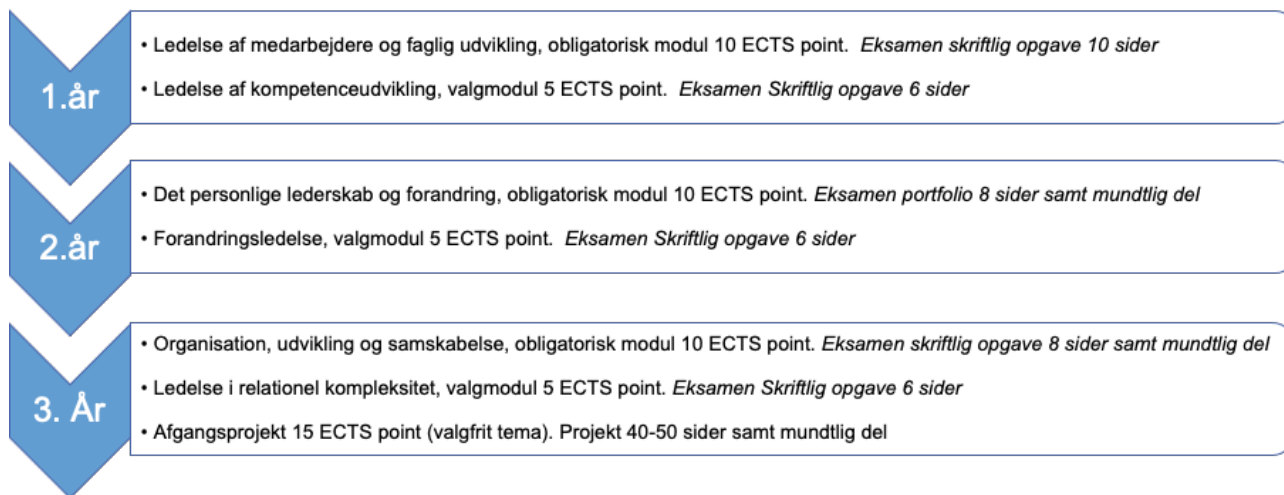 1.år
• Ledelse af medarbejdere og faglig udvikling, obligatorisk modul 10 ECTS point. Eksamen skriftlig opgave 10 sider
• Ledelse af kompetenceudvikling, valgmodul 5 ECTS point. Eksamen Skriftlig opgave 6 sider
2.år
• Det personlige lederskab og forandring, obligatorisk modul 10 ECTS point. Eksamen portfolio 8 sider samt mundtlig del
• Forandringsledelse, valgmodul 5 ECTS point. Eksamen Skriftlig opgave 6 sider
3. År
• Organisation, udvikling og samskabelse, obligatorisk modul 10 ECTS point. Eksamen skriftlig opgave 8 sider samt mundtlig del
• Ledelse i relationel kompleksitet, valgmodul 5 ECTS point. Eksamen Skriftlig opgave 6 sider
• Afgangsprojekt 15 ECTS point (valgfrit tema). Projekt 40-50 sider samt mundtlig del